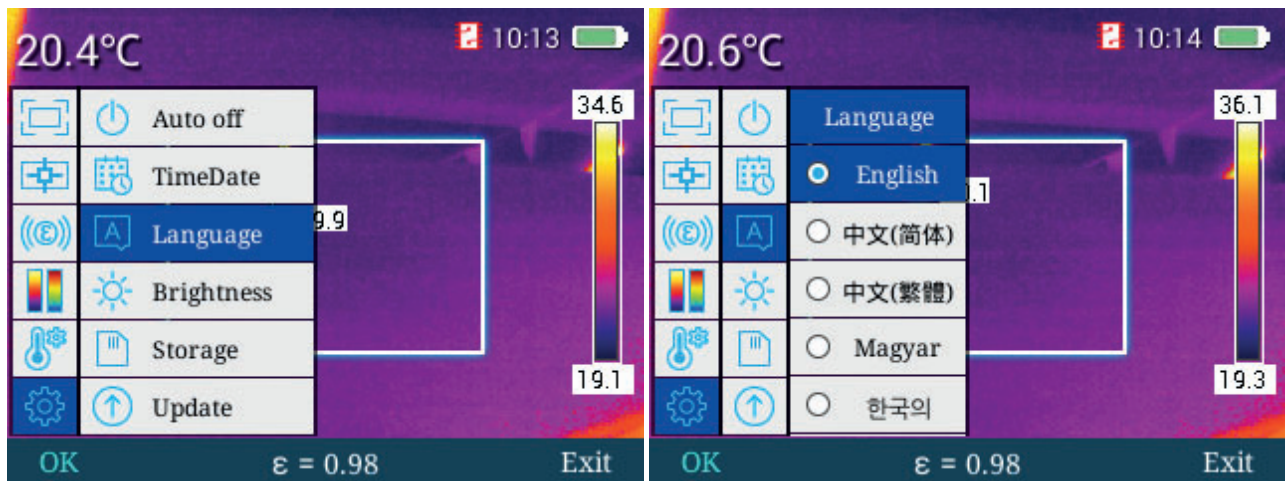 20.4°C
10:13
34.6
Auto off
TimeDate
9.9
Language
Brightness
Storage
Update
19.1
OK
ε = 0.98
Exit
20.6°C
10:14
36.1
Language
English
.1
中文(简体)
中文(繁體)
Magyar
한국의
19.3
OK
ε = 0.98
Exit